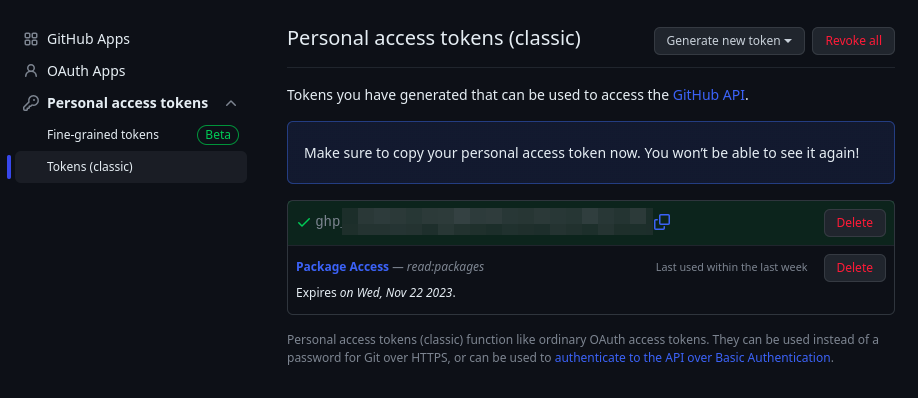 GitHub Apps
OAuth Apps
Personal access tokens
Fine-grained tokens Beta
Tokens (classic)
Personal access tokens (classic)
Generate new token
Revoke all
Tokens you have generated that can be used to access the GitHub API.
Make sure to copy your personal access token now. You won’t be able to see it again!
ghp_
Delete
Package Access — read:packages
Last used within the last week
Delete
Expires on Wed, Nov 22 2023.
Personal access tokens (classic) function like ordinary OAuth access tokens. They can be used instead of a
password for Git over HTTPS, or can be used to authenticate to the API over Basic Authentication.